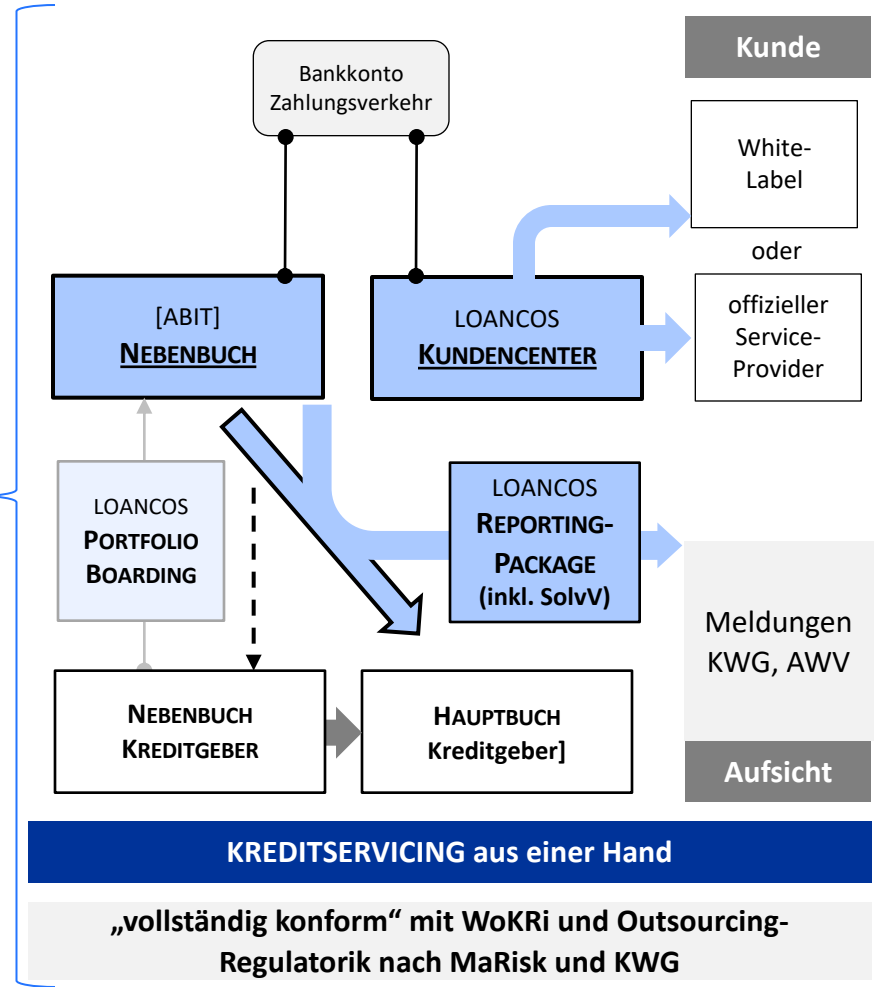 Kunde
Bankkonto
Zahlungsverkehr
White-
Label
oder
[ABIT]
NEBENBUCH
LOANCOS
KUNDENCENTER
offizieller
Service-
Provider
LOANCOS
PORTFOLIO
BOARDING
LOANCOS
REPORTING-
PACKAGE
(inkl. SolvV)
Meldungen
KWG, AWV
NEBENBUCH
KREDITGEBER
HAUPTBUCH
Kreditgeber]
Aufsicht
KREDITSERVICING aus einer Hand
„vollständig konform“ mit WoKRi und Outsourcing-
Regulatorik nach MaRisk und KWG